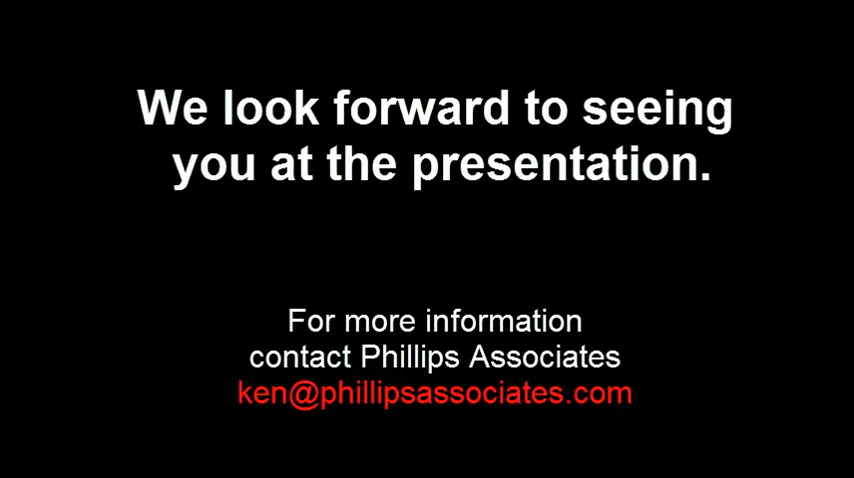 We look forward to seeing
you at the presentation.
For more information
contact Phillips Associates
ken@phillipsassociates.com